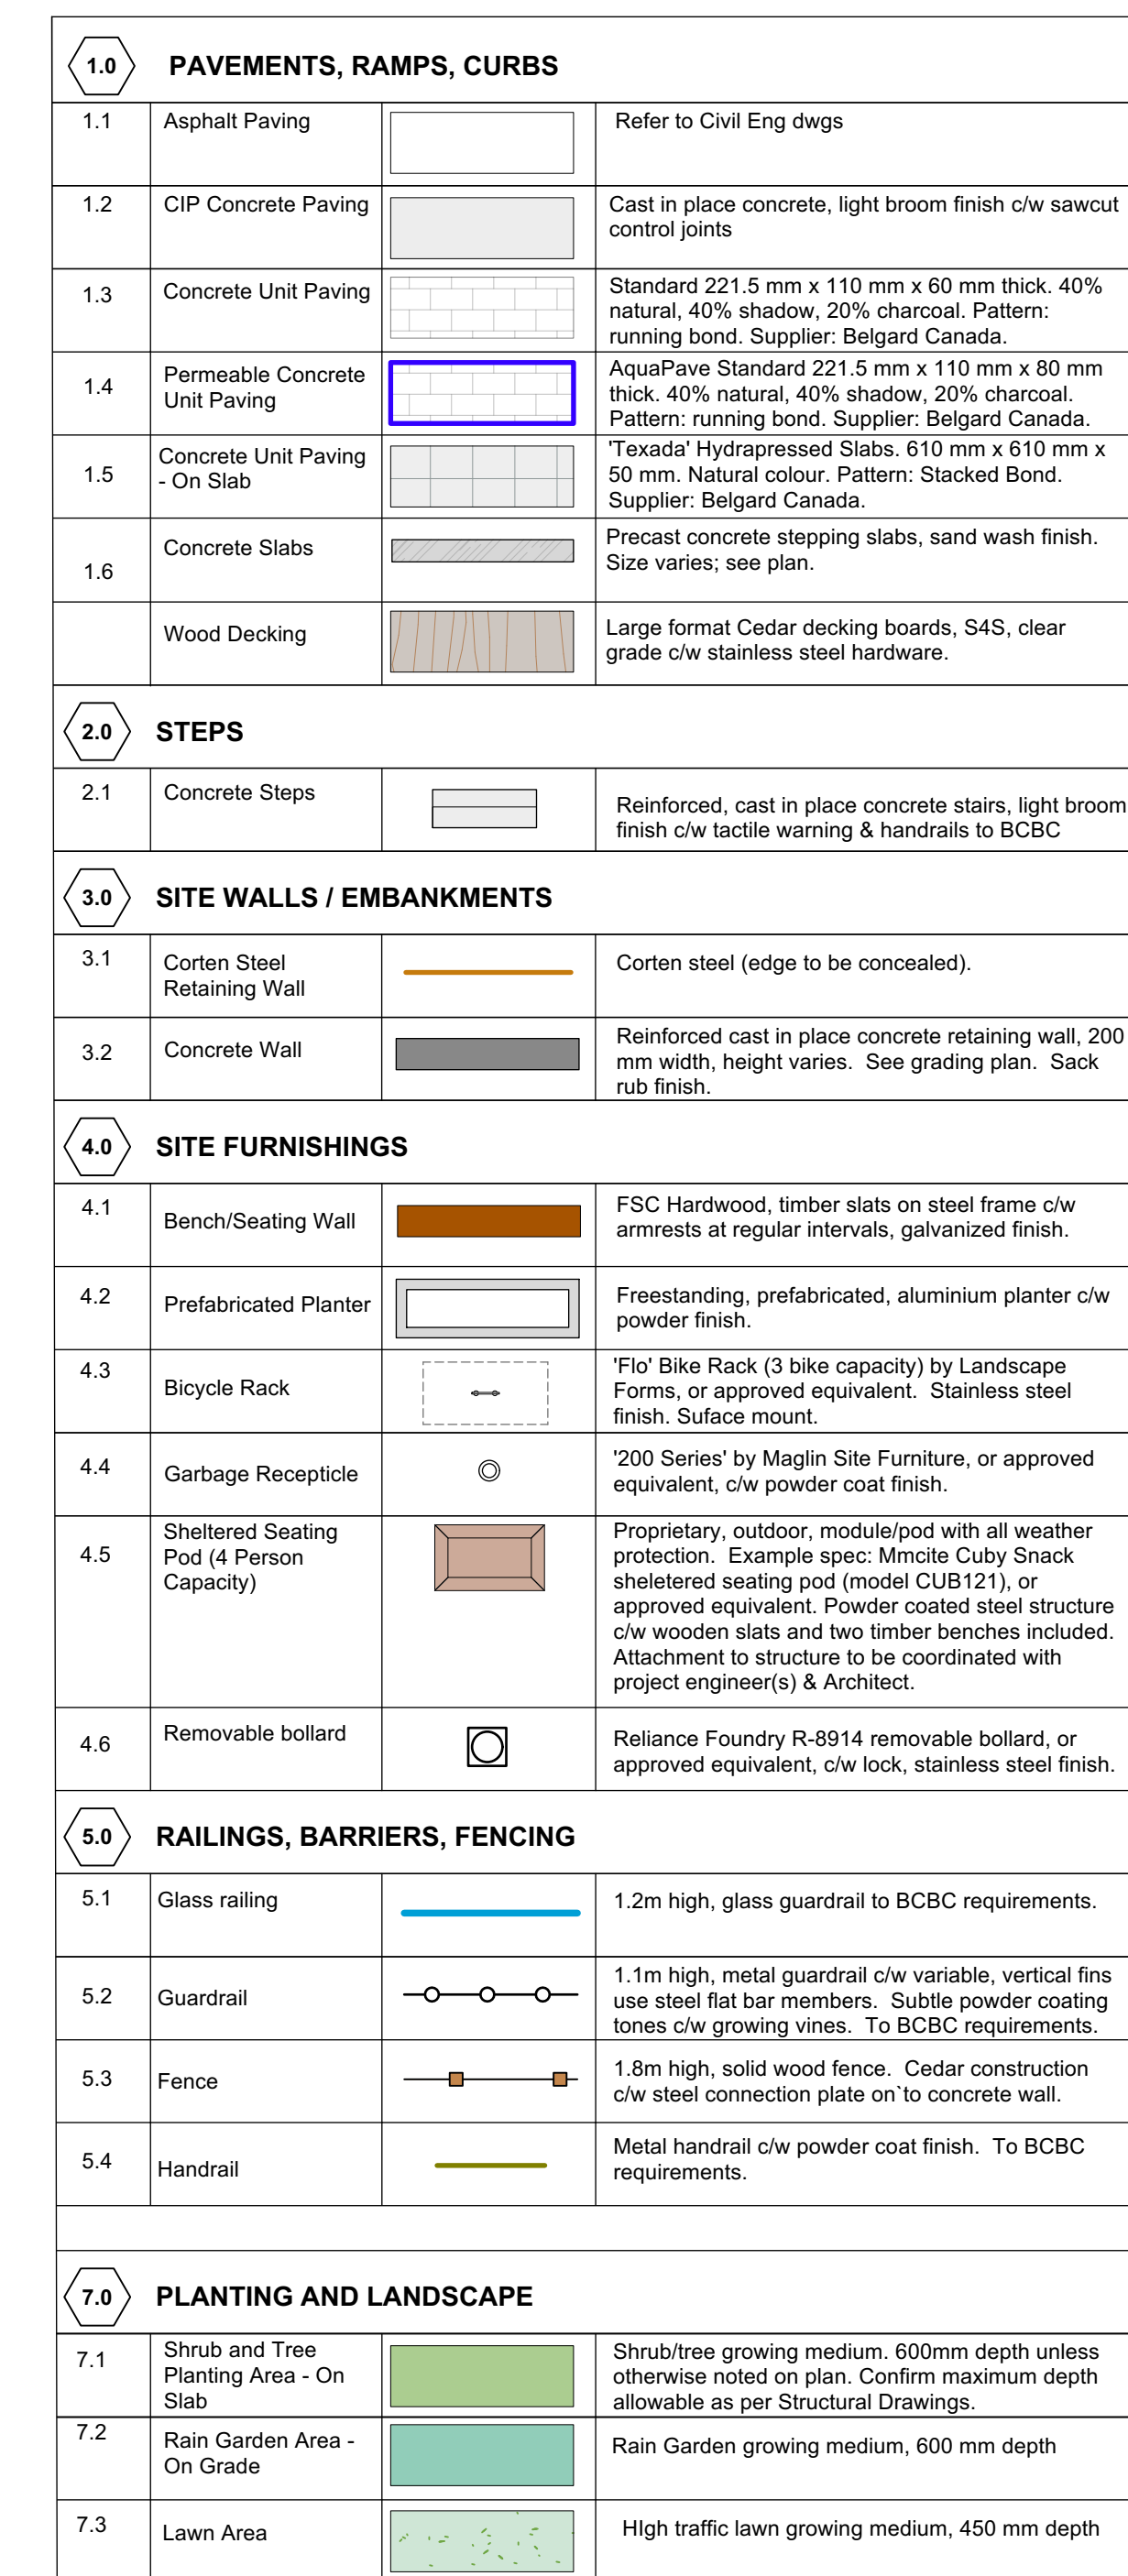 1.0 PAVEMENTS, RAMPS, CURBS
1.1 Asphalt Paving Refer to Civil Eng dwgs
1.2 CIP Concrete Paving Cast in place concrete, light broom finish c/w sawcut
control joints
1.3 Concrete Unit Paving Standard 221.5 mm x 110 mm x 60 mm thick. 40%
natural, 40% shadow, 20% charcoal. Pattern:
running bond. Supplier: Belgard Canada.
1.4 Permeable Concrete
Unit Paving
AquaPave Standard 221.5 mm x 110 mm x 80 mm
thick. 40% natural, 40% shadow, 20% charcoal.
Pattern: running bond. Supplier: Belgard Canada.
1.5 Concrete Unit Paving
- On Slab
'Texada' Hydrapressed Slabs. 610 mm x 610 mm x
50 mm. Natural colour. Pattern: Stacked Bond.
Supplier: Belgard Canada.
1.6 Concrete Slabs Precast concrete stepping slabs, sand wash finish.
Size varies; see plan.
Wood Decking Large format Cedar decking boards, S4S, clear
grade c/w stainless steel hardware.
2.0 STEPS
2.1 Concrete Steps Reinforced, cast in place concrete stairs, light broom
finish c/w tactile warning & handrails to BCBC
3.0 SITE WALLS / EMBANKMENTS
3.1 Corten Steel
Retaining Wall
Corten steel (edge to be concealed).
3.2 Concrete Wall Reinforced cast in place concrete retaining wall, 200
mm width, height varies. See grading plan. Sack
rub finish.
4.0 SITE FURNISHINGS
4.1 Bench/Seating Wall FSC Hardwood, timber slats on steel frame c/w
armrests at regular intervals, galvanized finish.
4.2 Prefabricated Planter Freestanding, prefabricated, aluminium planter c/w
powder finish.
4.3 Bicycle Rack 'Flo' Bike Rack (3 bike capacity) by Landscape
Forms, or approved equivalent. Stainless steel
finish. Suface mount.
4.4 Garbage Recepticle '200 Series' by Maglin Site Furniture, or approved
equivalent, c/w powder coat finish.
4.5 Sheltered Seating
Pod (4 Person
Capacity)
Proprietary, outdoor, module/pod with all weather
protection. Example spec: Mmcite Cuby Snack
sheletered seating pod (model CUB121), or
approved equivalent. Powder coated steel structure
c/w wooden slats and two timber benches included.
Attachment to structure to be coordinated with
project engineer(s) & Architect.
4.6 Removable bollard Reliance Foundry R-8914 removable bollard, or
approved equivalent, c/w lock, stainless steel finish.
5.0 RAILINGS, BARRIERS, FENCING
5.1 Glass railing 1.2m high, glass guardrail to BCBC requirements.
5.2 Guardrail 1.1m high, metal guardrail c/w variable, vertical fins
use steel flat bar members. Subtle powder coating
tones c/w growing vines. To BCBC requirements.
5.3 Fence 1.8m high, solid wood fence. Cedar construction
c/w steel connection plate on`to concrete wall.
5.4 Handrail Metal handrail c/w powder coat finish. To BCBC
requirements.
7.0 PLANTING AND LANDSCAPE
7.1 Shrub and Tree
Planting Area - On
Slab
Shrub/tree growing medium. 600mm depth unless
otherwise noted on plan. Confirm maximum depth
allowable as per Structural Drawings.
7.2 Rain Garden Area -
On Grade
Rain Garden growing medium, 600 mm depth
7.3 Lawn Area HIgh traffic lawn growing medium, 450 mm depth